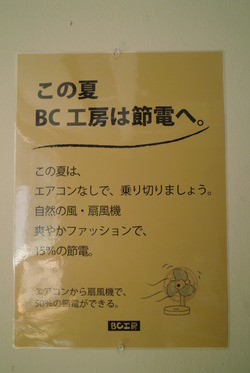 この夏
BC 工房は節電へ。
この夏は、
エアコンなしで、乗り切りましょう。
自然の風・扇風機
爽やかファッションで、
15%の節電。
エアコンから扇風機で、
50%の節電ができる。
BC工房